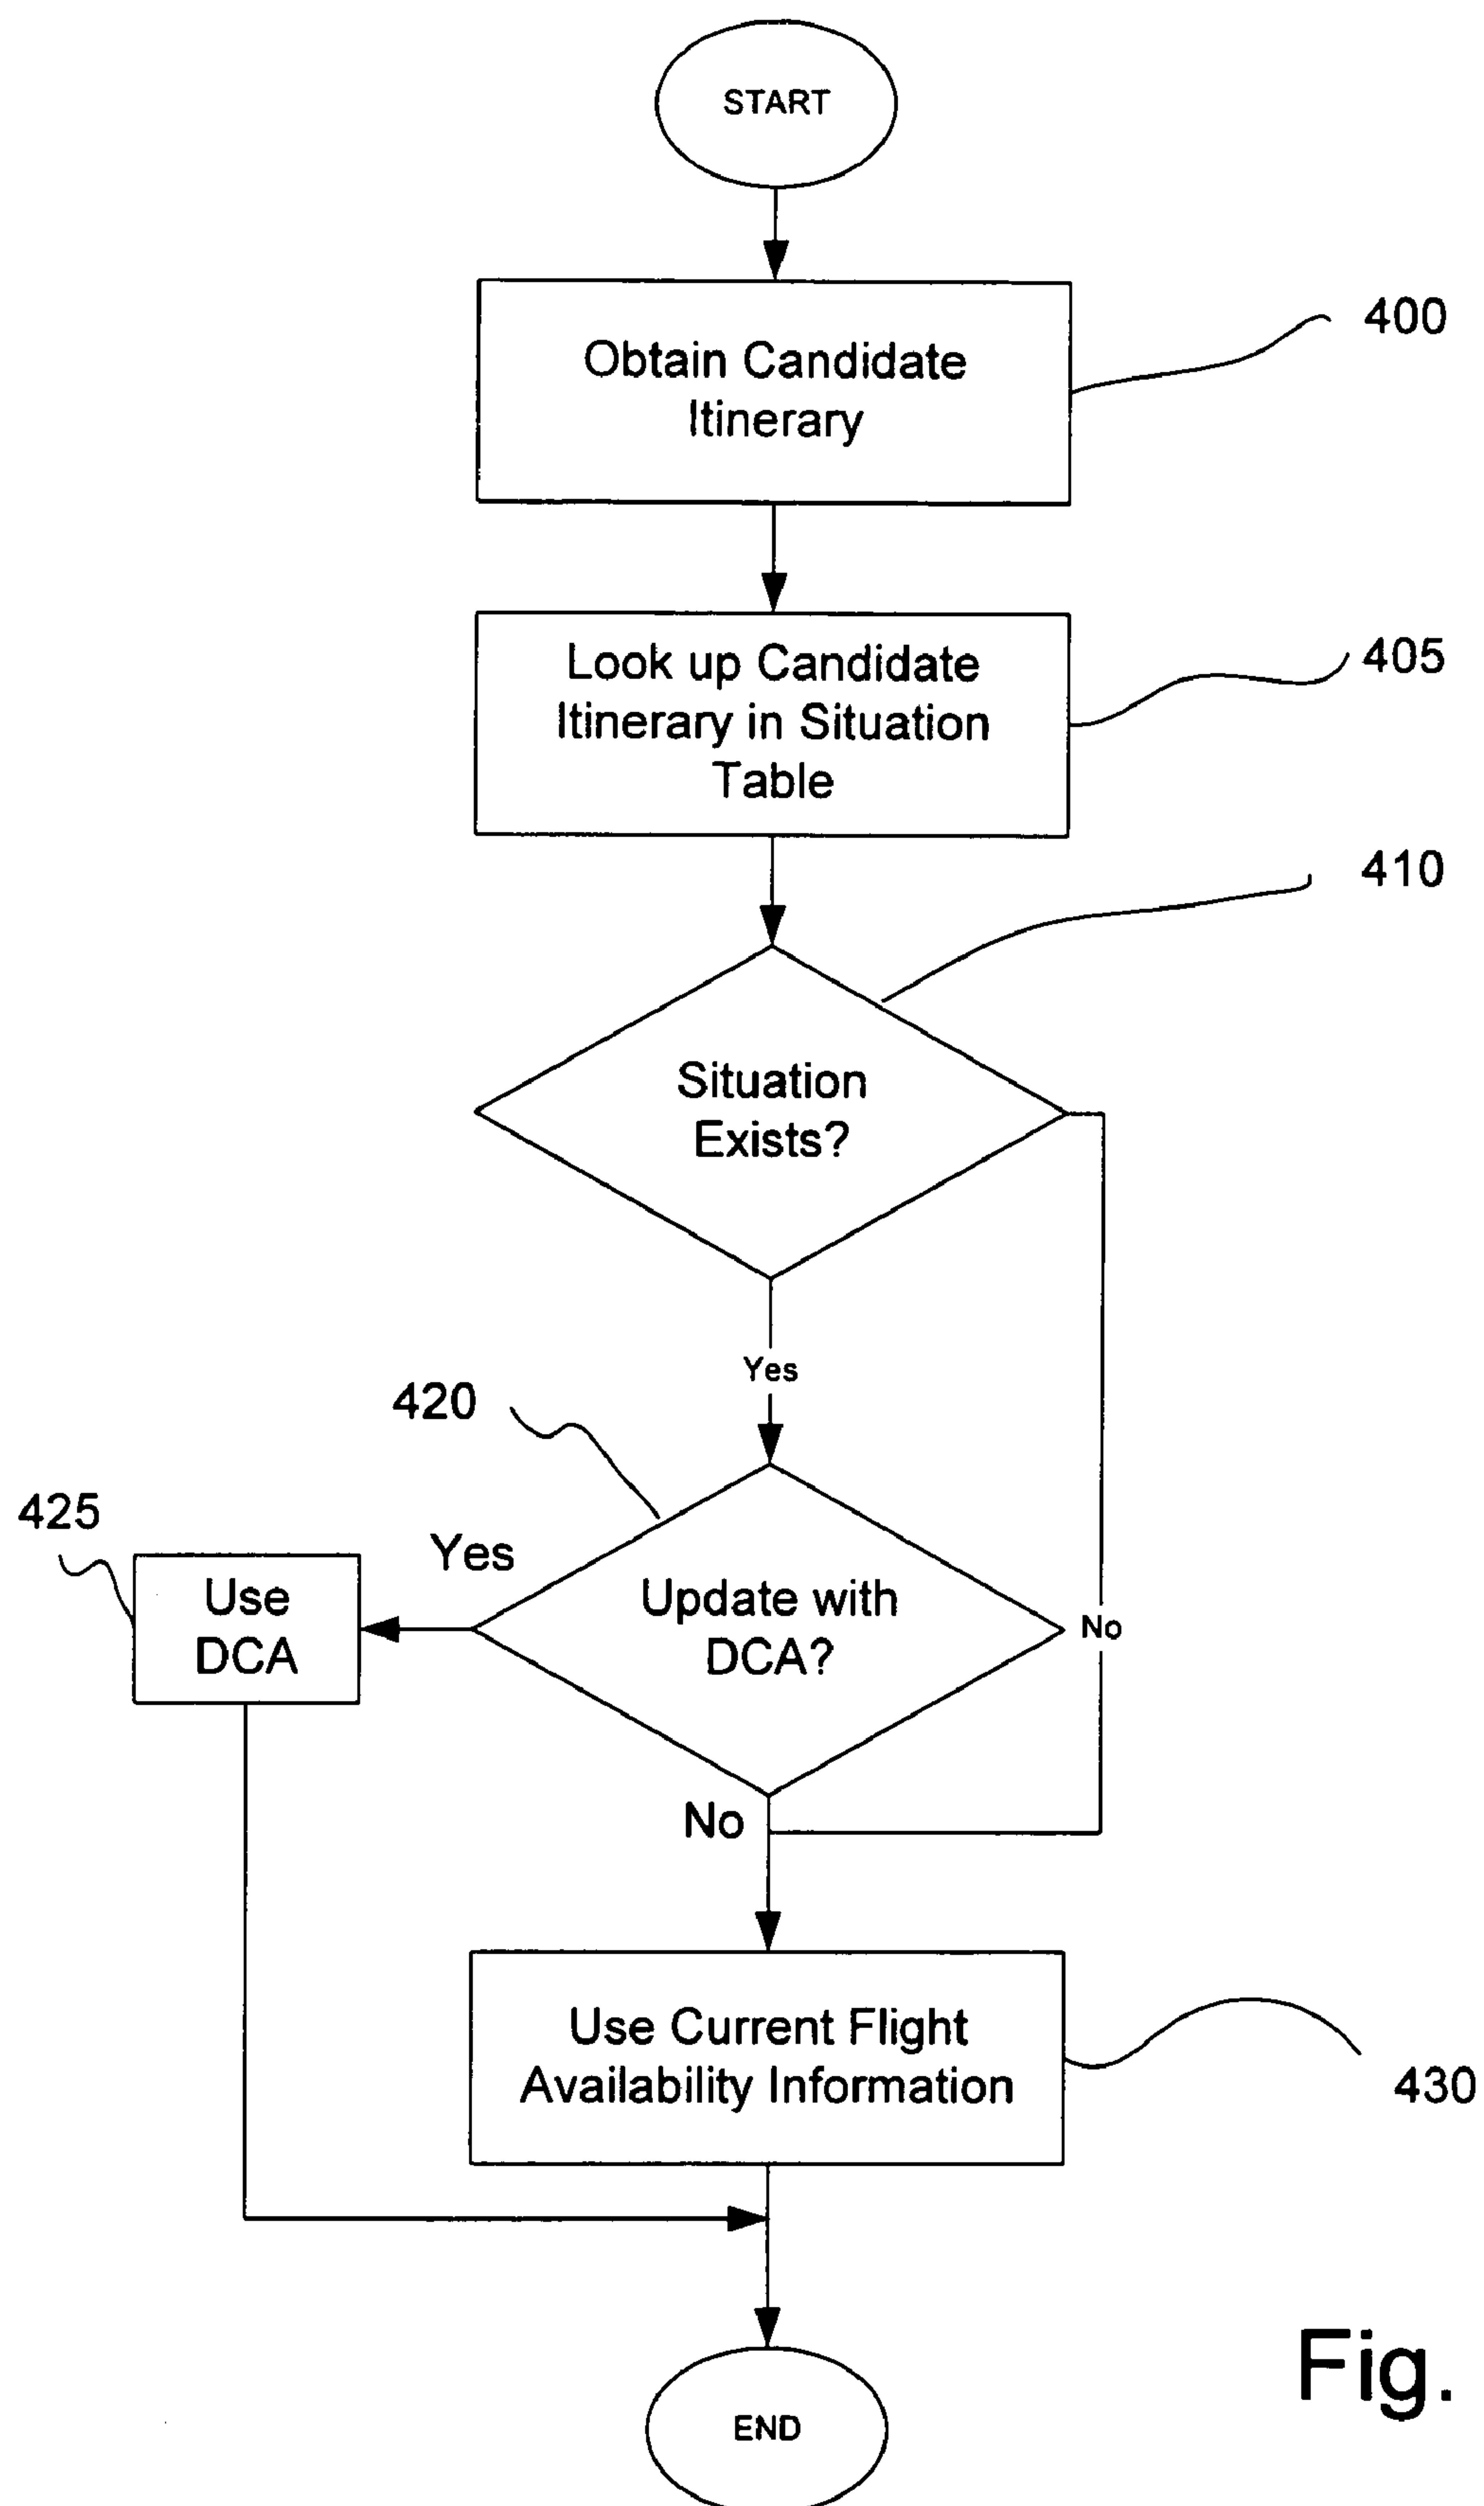 START
Obtain Candidate
Itinerary
400
Look up Candidate
Itinerary in Situation
Table
405
410
Situation
Exists?
Yes
420
425
Yes
Use
DCA
Update with
DCA?
No
No
Use Current Flight
Availability Information
430
Fig.
END